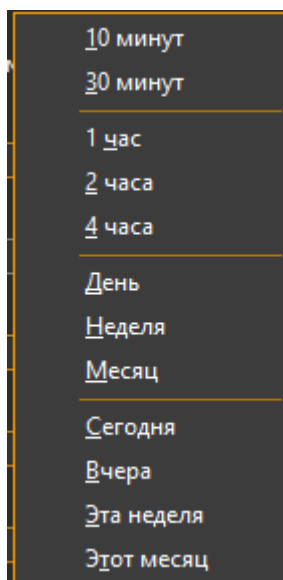 10 минут
30 минут
1 час
2 часа
4 часа
День
Неделя
Месяц
Сегодня
Вчера
Эта неделя
Этот месяц